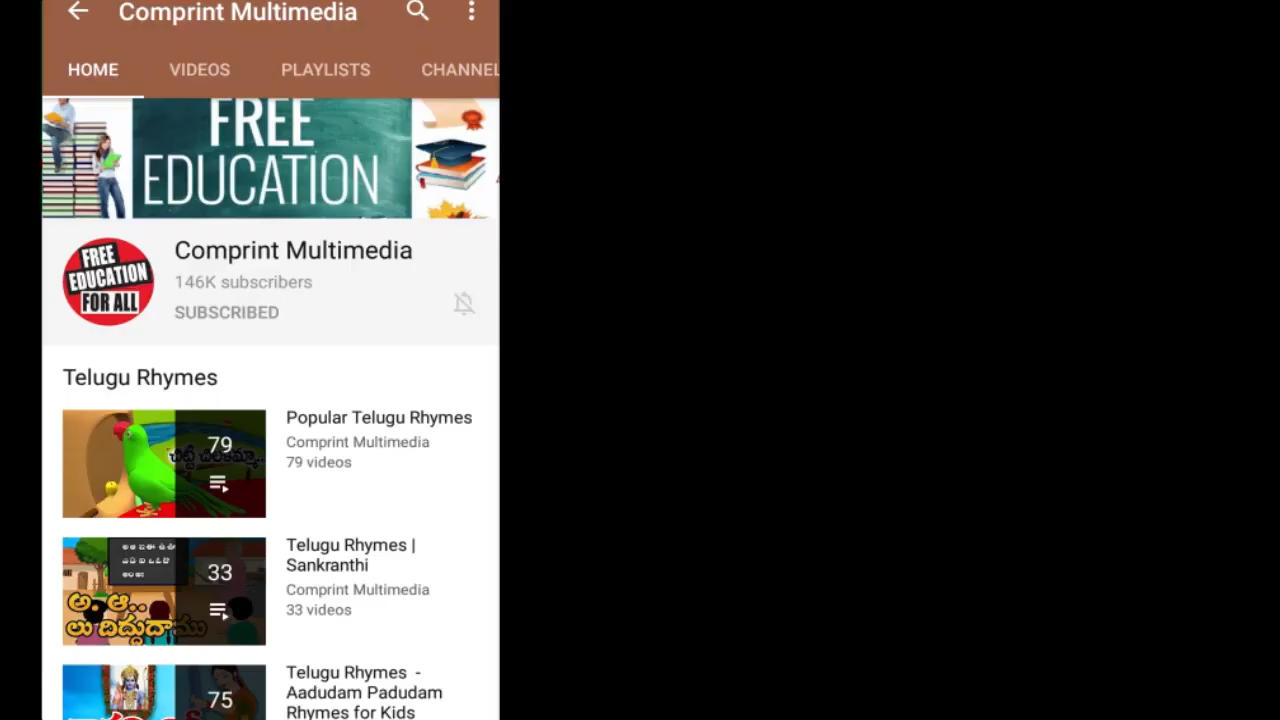 Comprint Multimedia
HOME VIDEOS PLAYLISTS CHANNEL
FREE
EDUCATION
FREE
EDUCATION
FOR ALL
Comprint Multimedia
146K subscribers
SUBSCRIBED
Telugu Rhymes
79
చిట్టి చిలకమ్మా..
Popular Telugu Rhymes
Comprint Multimedia
79 videos
33
అ. ఆ..
లు దిద్దుదాము
Telugu Rhymes |
Sankranthi
Comprint Multimedia
33 videos
75
Telugu Rhymes -
Aadudam Padudam
Rhymes for Kids